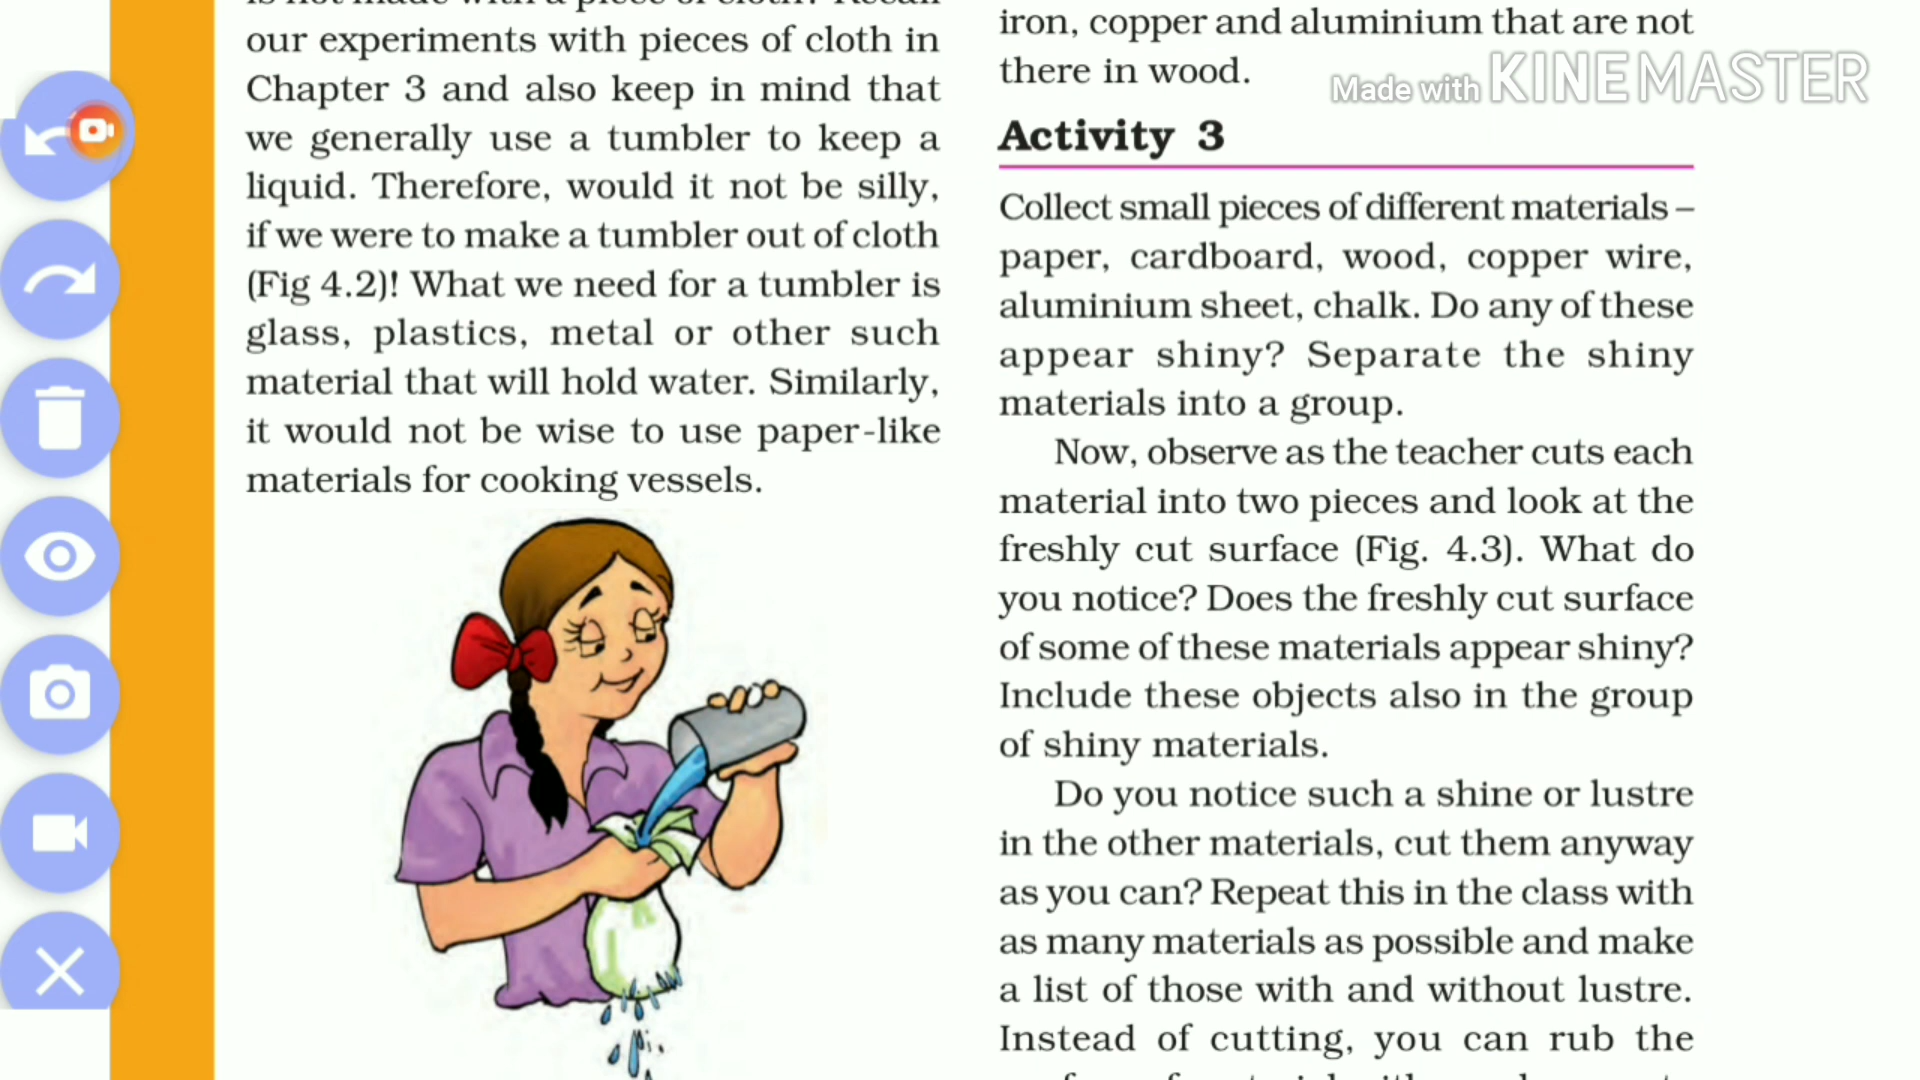 our experiments with pieces of cloth in
Chapter 3 and also keep in mind that
we generally use a tumbler to keep a
liquid. Therefore, would it not be silly,
if we were to make a tumbler out of cloth
(Fig 4.2)! What we need for a tumbler is
glass, plastics, metal or other such
material that will hold water. Similarly,
it would not be wise to use paper-like
materials for cooking vessels.
iron, copper and aluminium that are not
there in wood.
Made with KINEMASTER
Activity 3
Collect small pieces of different materials –
paper, cardboard, wood, copper wire,
aluminium sheet, chalk. Do any of these
appear shiny? Separate the shiny
materials into a group.
Now, observe as the teacher cuts each
material into two pieces and look at the
freshly cut surface (Fig. 4.3). What do
you notice? Does the freshly cut surface
of some of these materials appear shiny?
Include these objects also in the group
of shiny materials.
Do you notice such a shine or lustre
in the other materials, cut them anyway
as you can? Repeat this in the class with
as many materials as possible and make
a list of those with and without lustre.
Instead of cutting, you can rub the